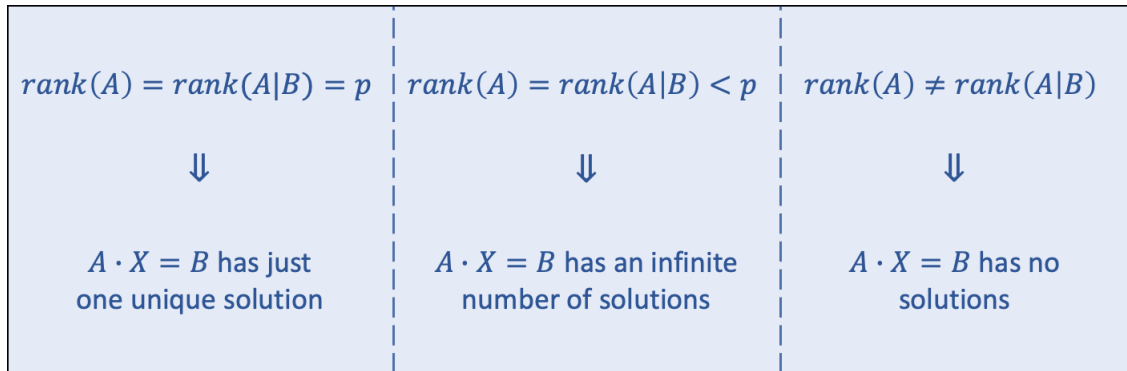 rank(A) = rank(A|B) = p
⇓
A · X = B has just
one unique solution
rank(A) = rank(A|B) < p
⇓
A · X = B has an infinite
number of solutions
rank(A) ≠ rank(A|B)
⇓
A · X = B has no
solutions